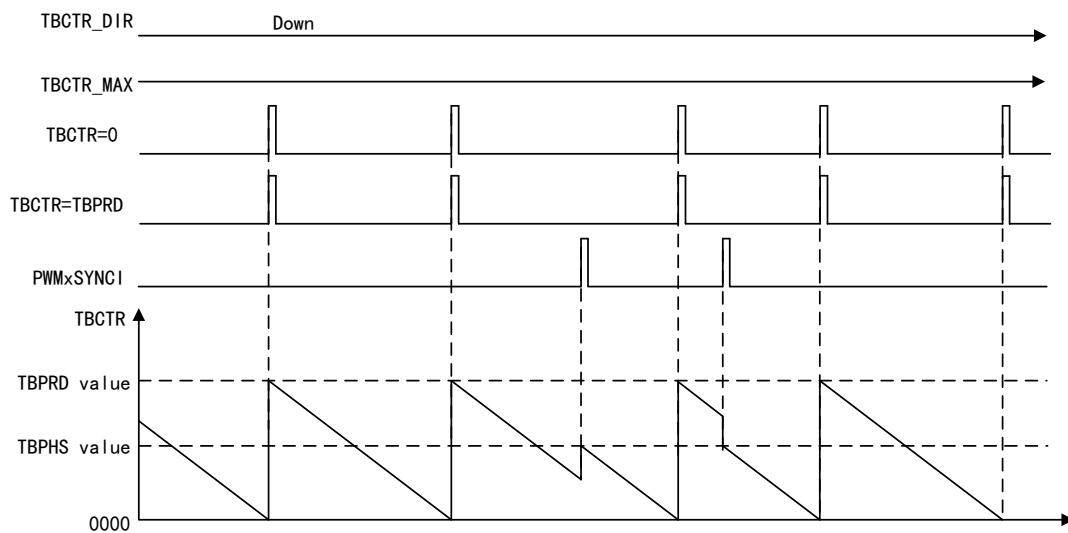 TBCTR_DIR Down
TBCTR_MAX
TBCTR=0
TBCTR=TBPRD
PWMxSYNCI
TBCTR
TBPRD value
TBPHS value
0000